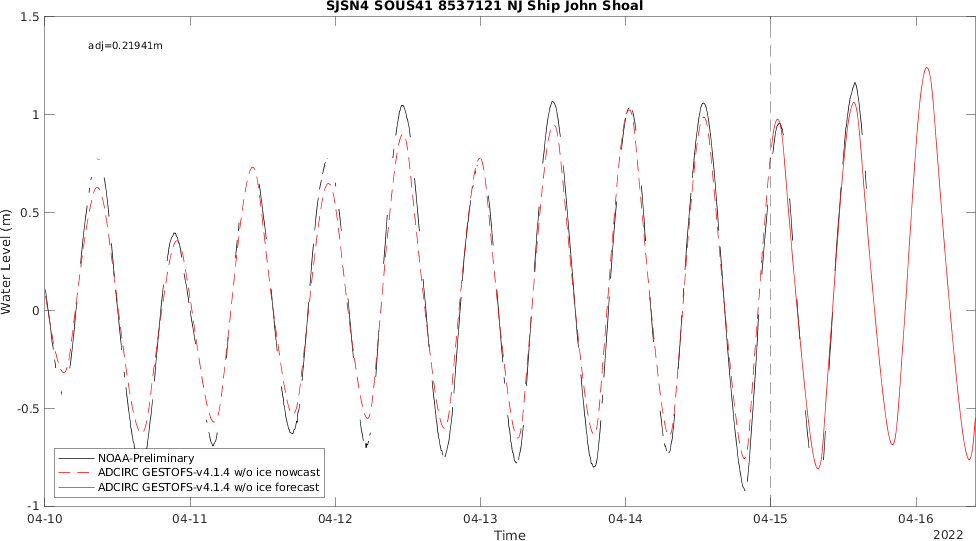 SJSN4 SOUS41 8537121 NJ Ship John Shoal
adj=0.21941m
1.5
1
0.5
0
-0.5
-1
Water Level (m)
NOAA-Preliminary
ADCIRC GESTOFS-v4.1.4 w/o ice nowcast
ADCIRC GESTOFS-v4.1.4 w/o ice forecast
04-10 04-11 04-12 04-13 04-14 04-15 04-16
Time
2022